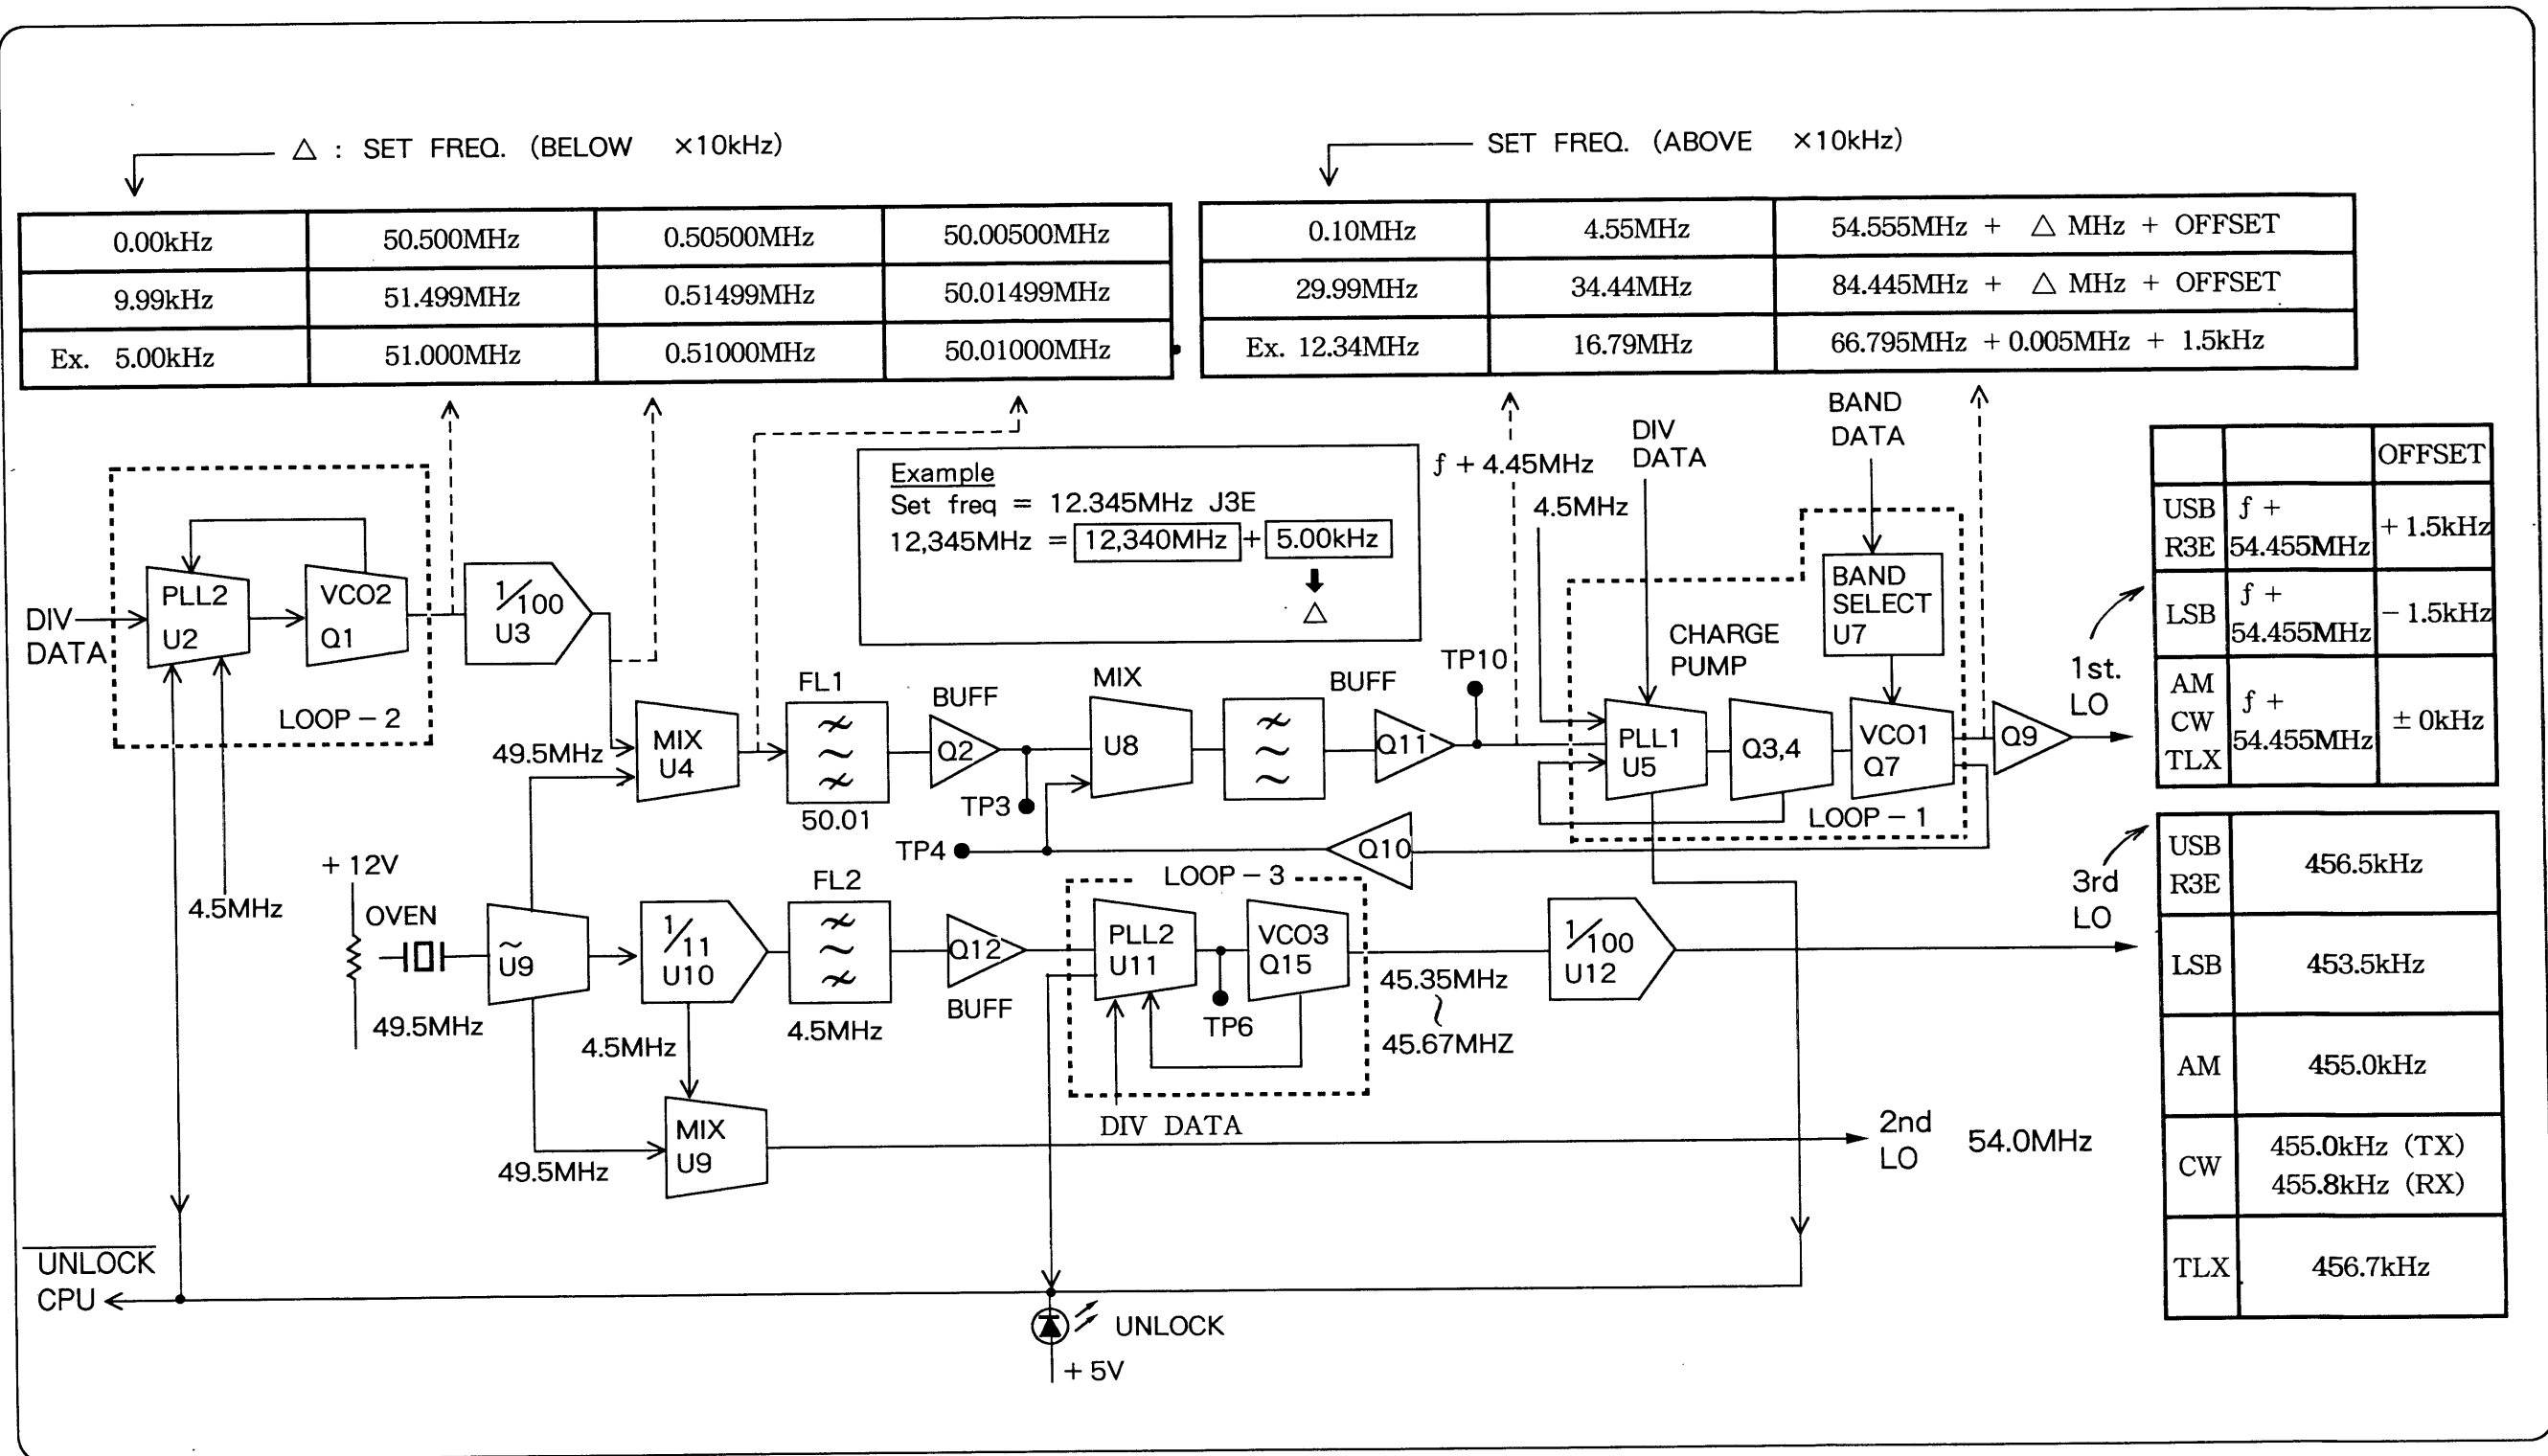 △ : SET FREQ. (BELOW ×10kHz)
SET FREQ. (ABOVE ×10kHz)
0.00kHz 50.500MHz 0.50500MHz 50.00500MHz
9.99kHz 51.499MHz 0.51499MHz 50.01499MHz
Ex. 5.00kHz 51.000MHz 0.51000MHz 50.01000MHz
0.10MHz 4.55MHz 54.555MHz + △ MHz + OFFSET
29.99MHz 34.44MHz 84.445MHz + △ MHz + OFFSET
Ex. 12.34MHz 16.79MHz 66.795MHz + 0.005MHz + 1.5kHz
Example
Set freq = 12.345MHz J3E
12,345MHz = 12,340MHz + 5.00kHz
△
f + 4.45MHz
4.5MHz
DIV
DATA
BAND
DATA
BAND
SELECT
U7
CHARGE
PUMP
DIV
DATA
PLL2
U2
VCO2
Q1
LOOP - 2
1/100
U3
49.5MHz
MIX
U4
FL1
50.01
BUFF
Q2
TP3
MIX
U8
BUFF
Q11
TP10
PLL1
U5
Q3,4
VCO1
Q7
LOOP - 1
Q9
1st.
LO
TP4
Q10
4.5MHz
+ 12V
OVEN
49.5MHz
~
U9
1/11
U10
4.5MHz
FL2
4.5MHz
Q12
BUFF
LOOP - 3
PLL2
U11
TP6
VCO3
Q15
DIV DATA
45.35MHz
~
45.67MHZ
1/100
U12
3rd
LO
49.5MHz
MIX
U9
2nd
LO
54.0MHz
UNLOCK
CPU
UNLOCK
+ 5V
OFFSET
USB
R3E
f +
54.455MHz
+ 1.5kHz
LSB
f +
54.455MHz
- 1.5kHz
AM
CW
TLX
f +
54.455MHz
± 0kHz
USB
R3E
456.5kHz
LSB 453.5kHz
AM 455.0kHz
CW
455.0kHz (TX)
455.8kHz (RX)
TLX 456.7kHz